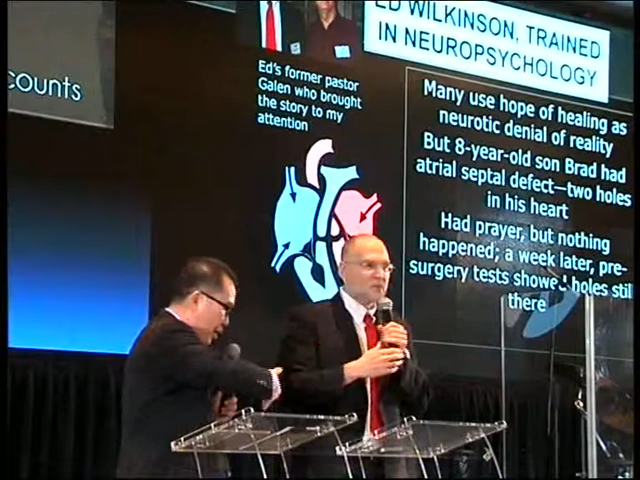 counts
ED WILKINSON, TRAINED
IN NEUROPSYCHOLOGY
Ed's former pastor
Galen who brought
the story to my
attention
Many use hope of healing as
neurotic denial of reality
But 8-year-old son Brad had
atrial septal defect—two holes
in his heart
Had prayer, but nothing
happened; a week later, pre-
surgery tests showed holes still
there